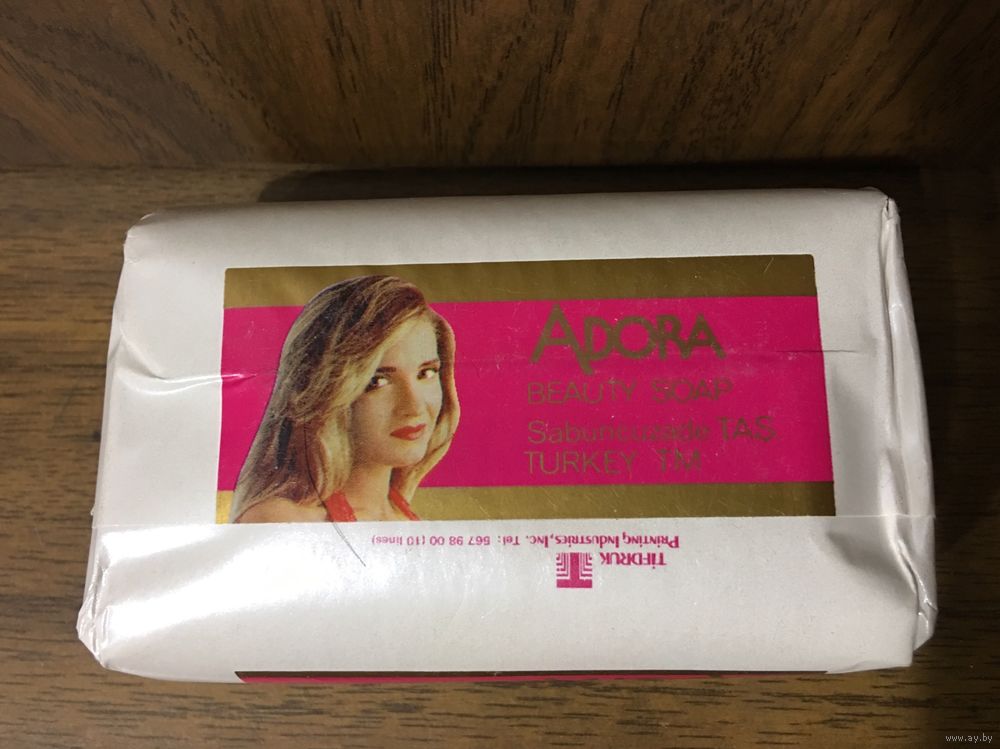 ADORA
BEAUTY SOAP
Sabuncuzade TAS
TURKEY TM
TİFDRUK
PRINTING INDUSTRIES, INC. Tel: 567 98 00 (10 lines)
www.ay.by